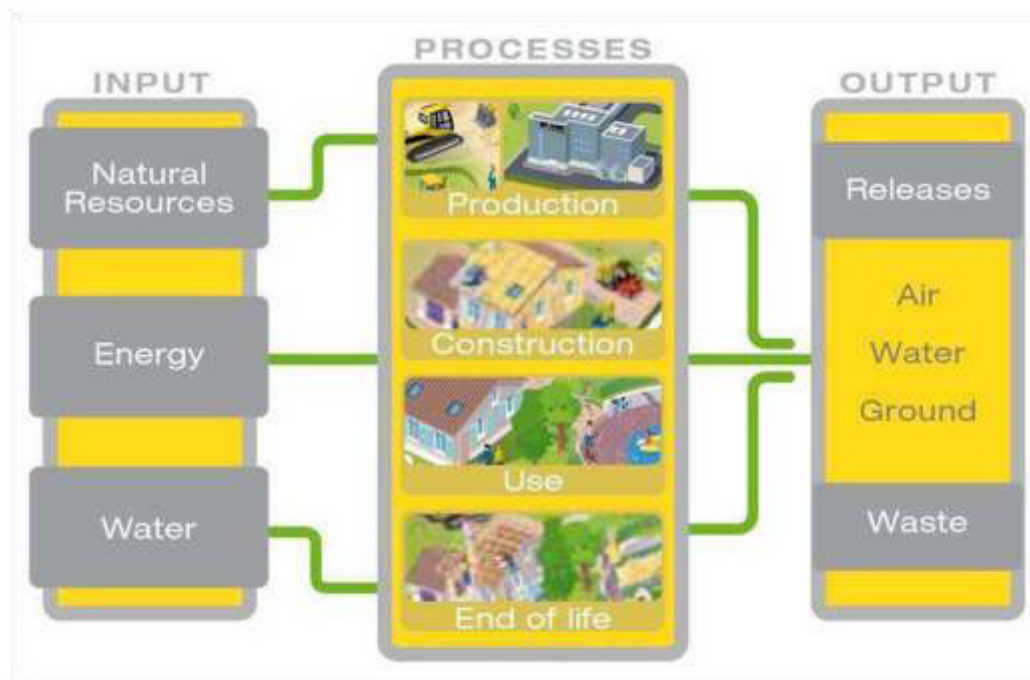 INPUT
Natural
Resources
Energy
Water
PROCESSES
Production
Construction
Use
End of life
OUTPUT
Releases
Air
Water
Ground
Waste